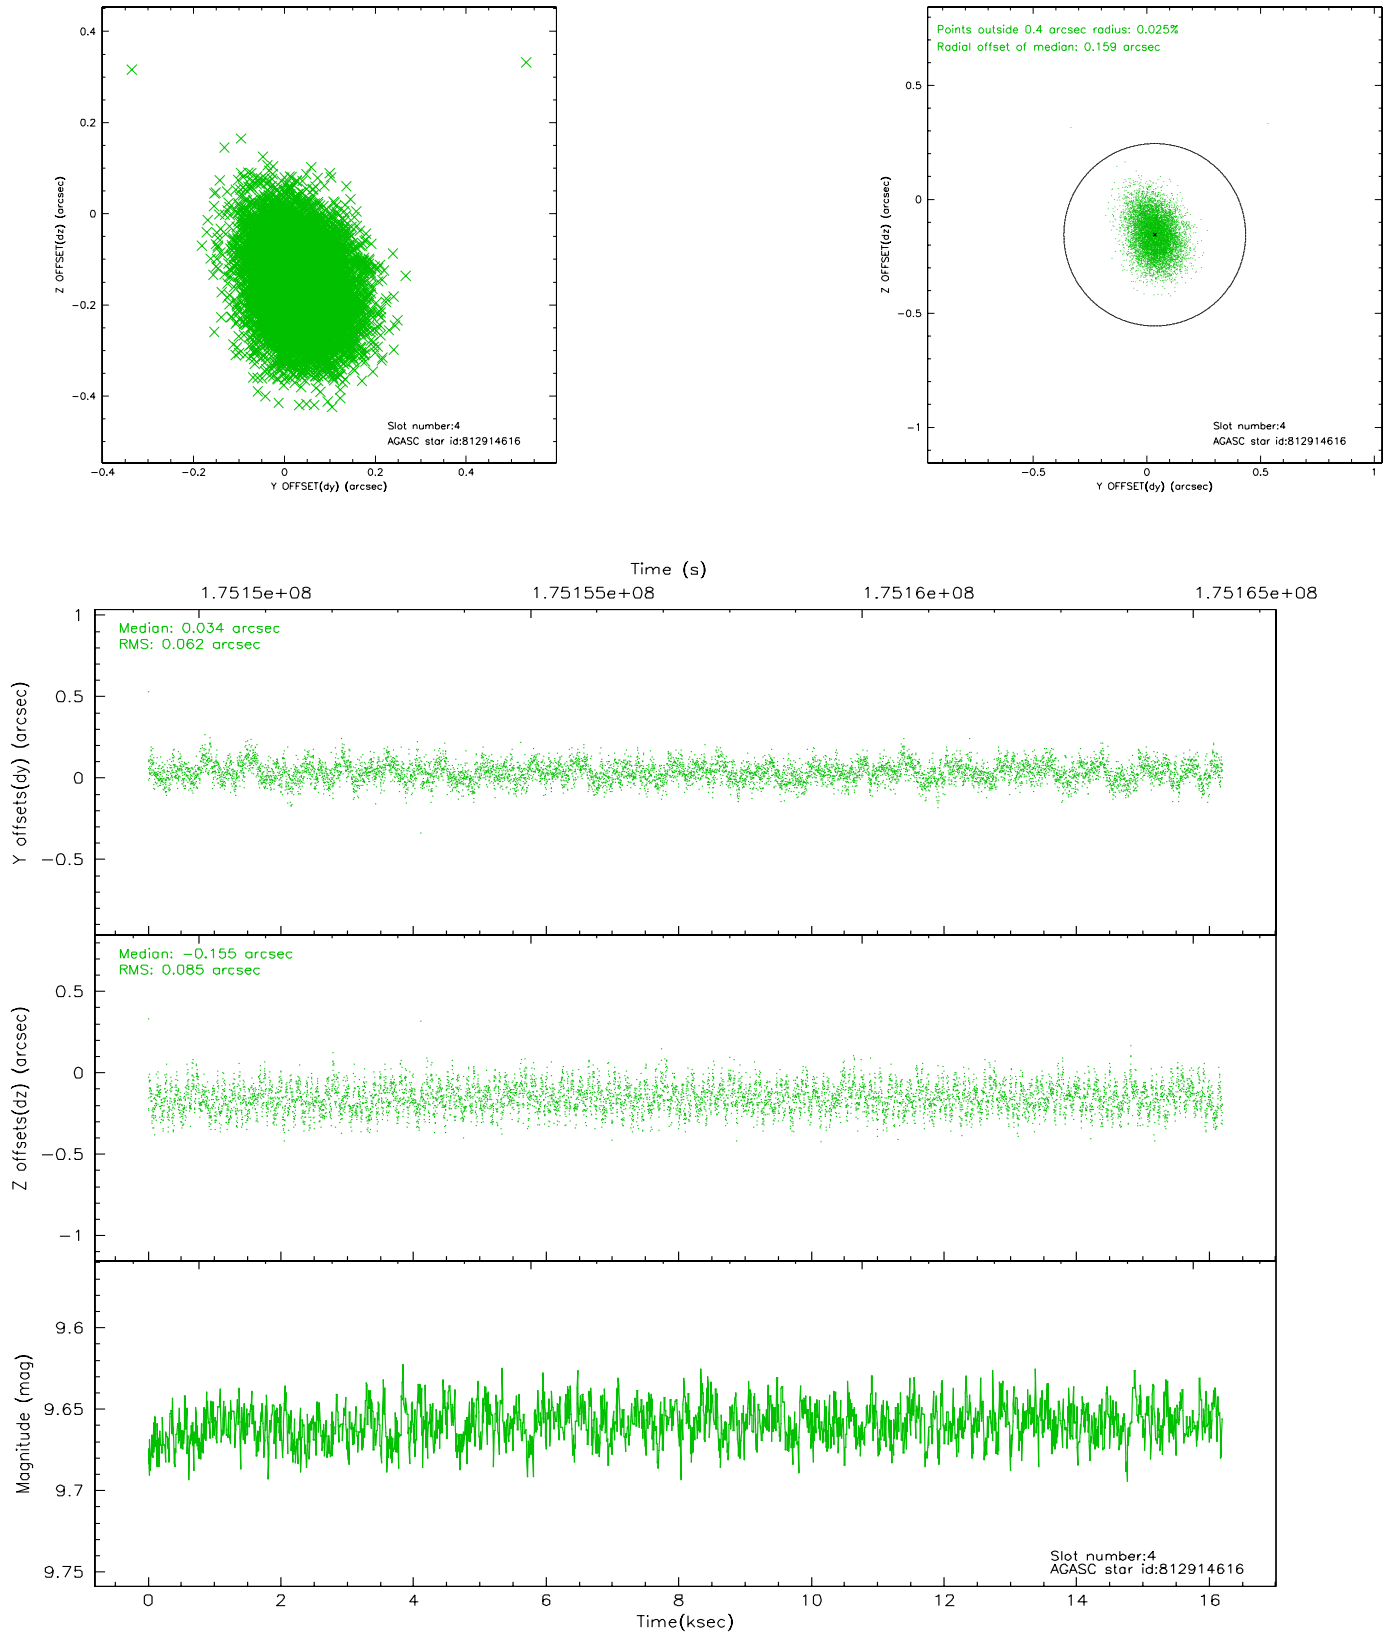 0.4
0.2
0
−0.2
−0.4
Z OFFSET(dz) (arcsec)
Slot number:4
AGASC star id:812914616
−0.4
−0.2
0
0.2
0.4
Y OFFSET(dy) (arcsec)
Points outside 0.4 arcsec radius: 0.025%
Radial offset of median: 0.159 arcsec
0.5
0
−0.5
−1
Z OFFSET(dz) (arcsec)
Slot number:4
AGASC star id:812914616
−0.5
0
0.5
1
Y OFFSET(dy) (arcsec)
Time (s)
1.7515e+08
1.75155e+08
1.7516e+08
1.75165e+08
Median: 0.034 arcsec
RMS: 0.062 arcsec
1
0.5
0
−0.5
Y offsets(dy) (arcsec)
Median: −0.155 arcsec
RMS: 0.085 arcsec
0.5
0
−0.5
−1
Z offsets(dz) (arcsec)
9.6
9.65
9.7
9.75
Magnitude (mag)
Slot number:4
AGASC star id:812914616
0
2
4
6
8
10
12
14
16
Time(ksec)